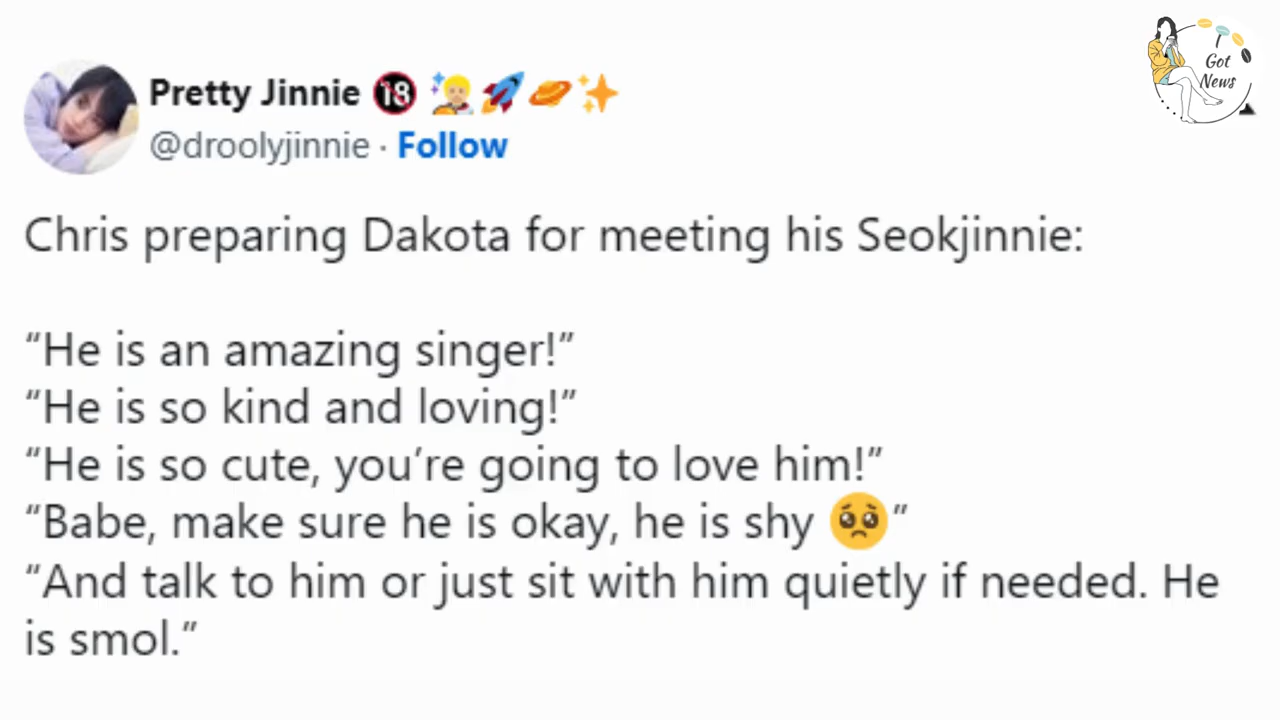 Got
News
Pretty Jinnie 🔞 👩‍🚀 🚀 🪐 ✨
@droolyjinnie · Follow
Chris preparing Dakota for meeting his Seokjinnie:
“He is an amazing singer!”
“He is so kind and loving!”
“He is so cute, you’re going to love him!”
“Babe, make sure he is okay, he is shy 🥺”
“And talk to him or just sit with him quietly if needed. He
is smol.”